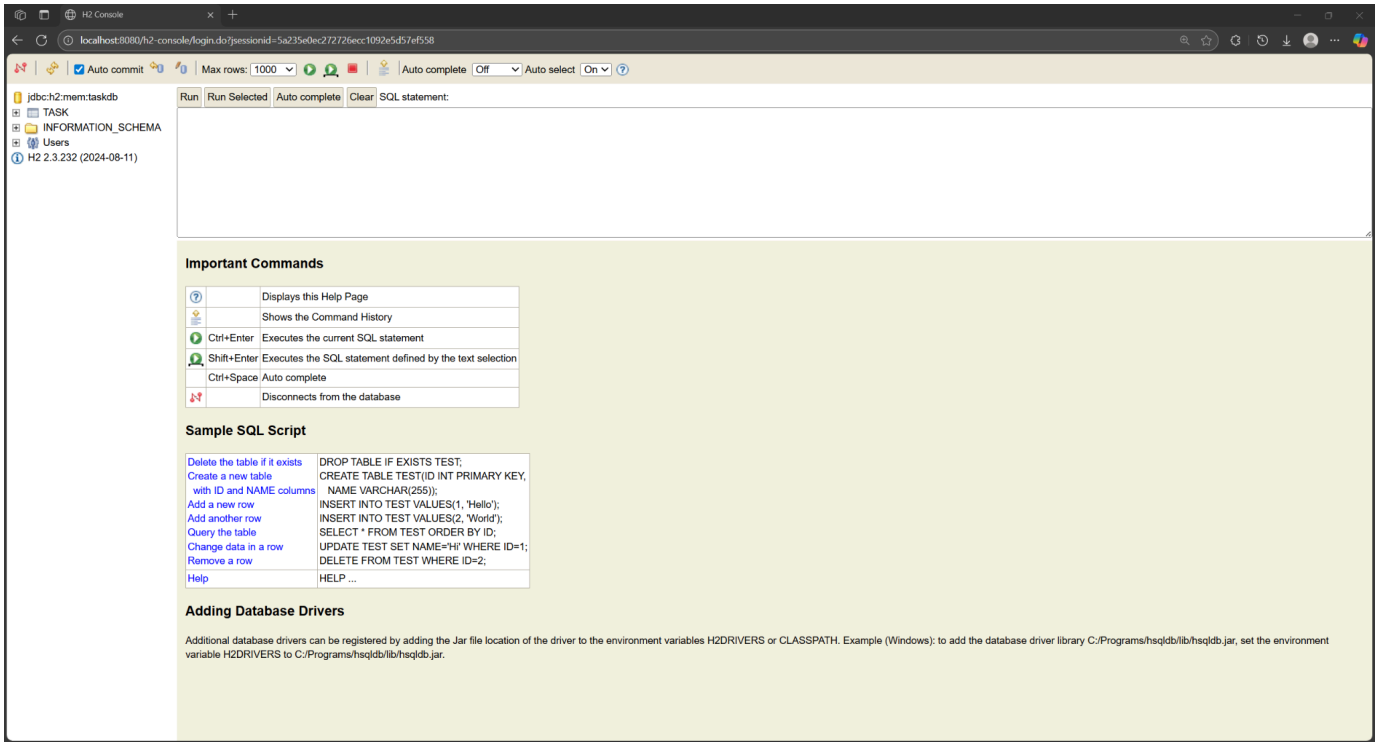 H2 Console
localhost:8080/h2-console/login.do?jsessionid=5a235e0ec272726ecc1092e5d57ef558
Auto commit Max rows: 1000 Auto complete Off Auto select On
jdbc:h2:mem:taskdb
TASK
INFORMATION_SCHEMA
Users
H2 2.3.232 (2024-08-11)
Run Run Selected Auto complete Clear SQL statement:
Important Commands
Displays this Help Page
Shows the Command History
Ctrl+Enter Executes the current SQL statement
Shift+Enter Executes the SQL statement defined by the text selection
Ctrl+Space Auto complete
Disconnects from the database
Sample SQL Script
Delete the table if it exists DROP TABLE IF EXISTS TEST;
Create a new table CREATE TABLE TEST(ID INT PRIMARY KEY,
with ID and NAME columns NAME VARCHAR(255));
Add a new row INSERT INTO TEST VALUES(1, 'Hello');
Add another row INSERT INTO TEST VALUES(2, 'World');
Query the table SELECT * FROM TEST ORDER BY ID;
Change data in a row UPDATE TEST SET NAME='Hi' WHERE ID=1;
Remove a row DELETE FROM TEST WHERE ID=2;
Help HELP ...
Adding Database Drivers
Additional database drivers can be registered by adding the Jar file location of the driver to the environment variables H2DRIVERS or CLASSPATH. Example (Windows): to add the database driver library C:/Programs/hsqldb/lib/hsqldb.jar, set the environment
variable H2DRIVERS to C:/Programs/hsqldb/lib/hsqldb.jar.